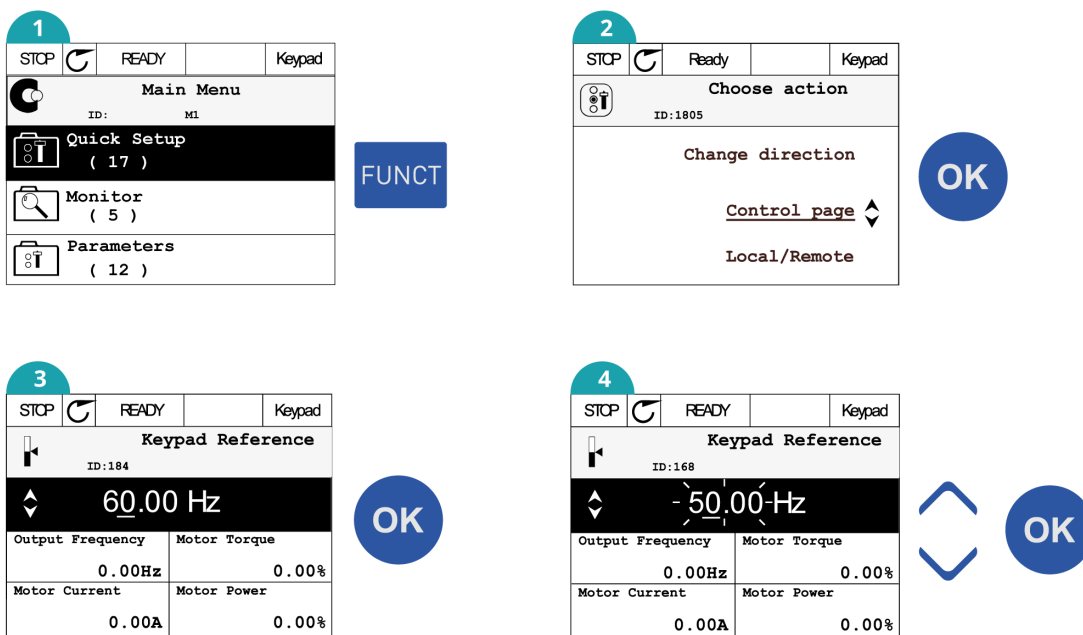 1
STOP READY Keypad
Main Menu
ID: M1
Quick Setup
( 17 )
Monitor
( 5 )
Parameters
( 12 )
FUNCT
2
STOP Ready Keypad
Choose action
ID:1805
Change direction
Control page
Local/Remote
OK
3
STOP READY Keypad
Keypad Reference
ID:184
60.00 Hz
Output Frequency Motor Torque
0.00Hz 0.00%
Motor Current Motor Power
0.00A 0.00%
OK
4
STOP READY Keypad
Keypad Reference
ID:168
50.00 Hz
Output Frequency Motor Torque
0.00Hz 0.00%
Motor Current Motor Power
0.00A 0.00%
OK